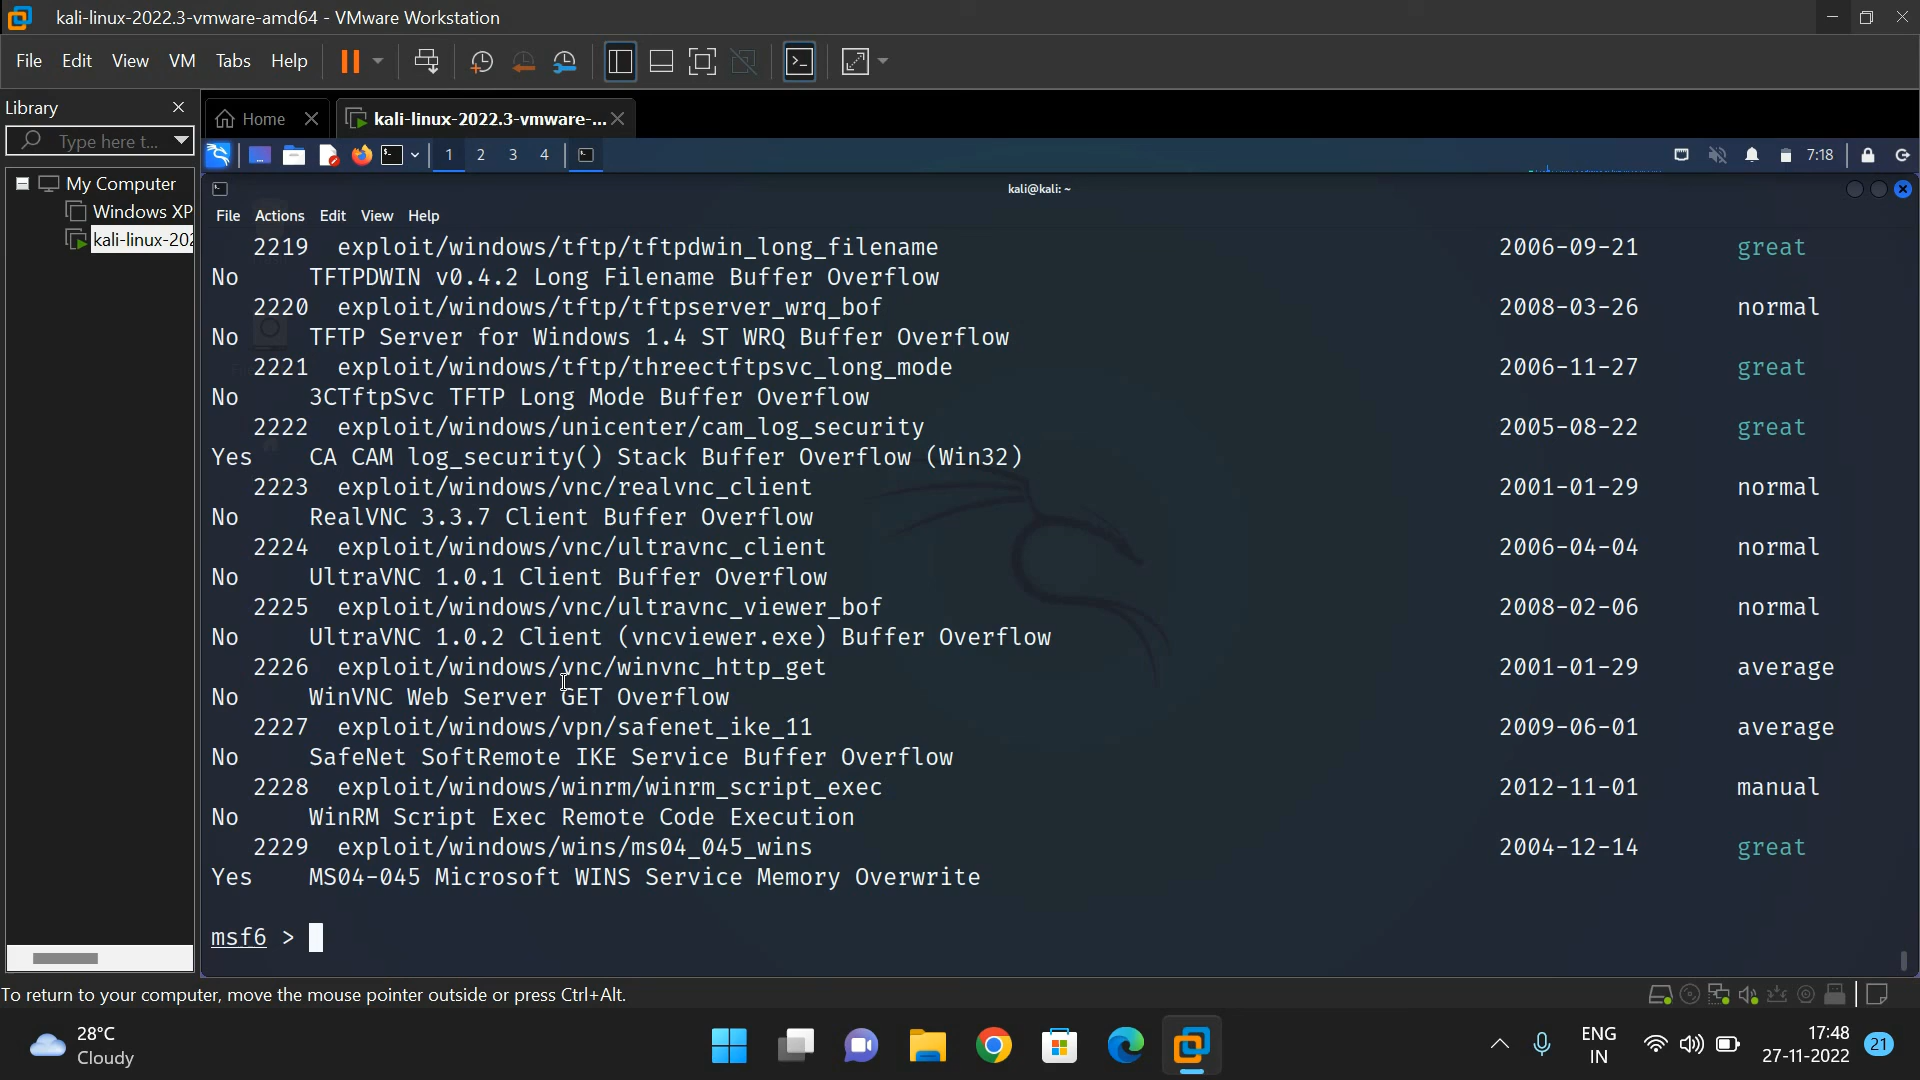 kali-linux-2022.3-vmware-amd64 - VMware Workstation
File Edit View VM Tabs Help
Library
Home
kali-linux-2022.3-vmware-...
Type here t...
1 2 3 4
7:18
My Computer
Windows XP
kali-linux-202
kali@kali: ~
File Actions Edit View Help
2219 exploit/windows/tftp/tftpdwin_long_filename 2006-09-21 great
No TFTPDWIN v0.4.2 Long Filename Buffer Overflow
2220 exploit/windows/tftp/tftpserver_wrq_bof 2008-03-26 normal
No TFTP Server for Windows 1.4 ST WRQ Buffer Overflow
2221 exploit/windows/tftp/threectftpsvc_long_mode 2006-11-27 great
No 3CTftpSvc TFTP Long Mode Buffer Overflow
2222 exploit/windows/unicenter/cam_log_security 2005-08-22 great
Yes CA CAM log_security() Stack Buffer Overflow (Win32)
2223 exploit/windows/vnc/realvnc_client 2001-01-29 normal
No RealVNC 3.3.7 Client Buffer Overflow
2224 exploit/windows/vnc/ultravnc_client 2006-04-04 normal
No UltraVNC 1.0.1 Client Buffer Overflow
2225 exploit/windows/vnc/ultravnc_viewer_bof 2008-02-06 normal
No UltraVNC 1.0.2 Client (vncviewer.exe) Buffer Overflow
2226 exploit/windows/vnc/winvnc_http_get 2001-01-29 average
No WinVNC Web Server GET Overflow
2227 exploit/windows/vpn/safenet_ike_11 2009-06-01 average
No SafeNet SoftRemote IKE Service Buffer Overflow
2228 exploit/windows/winrm/winrm_script_exec 2012-11-01 manual
No WinRM Script Exec Remote Code Execution
2229 exploit/windows/wins/ms04_045_wins 2004-12-14 great
Yes MS04-045 Microsoft WINS Service Memory Overwrite
msf6 >
To return to your computer, move the mouse pointer outside or press Ctrl+Alt.
28°C
Cloudy
ENG
IN
17:48
27-11-2022
21